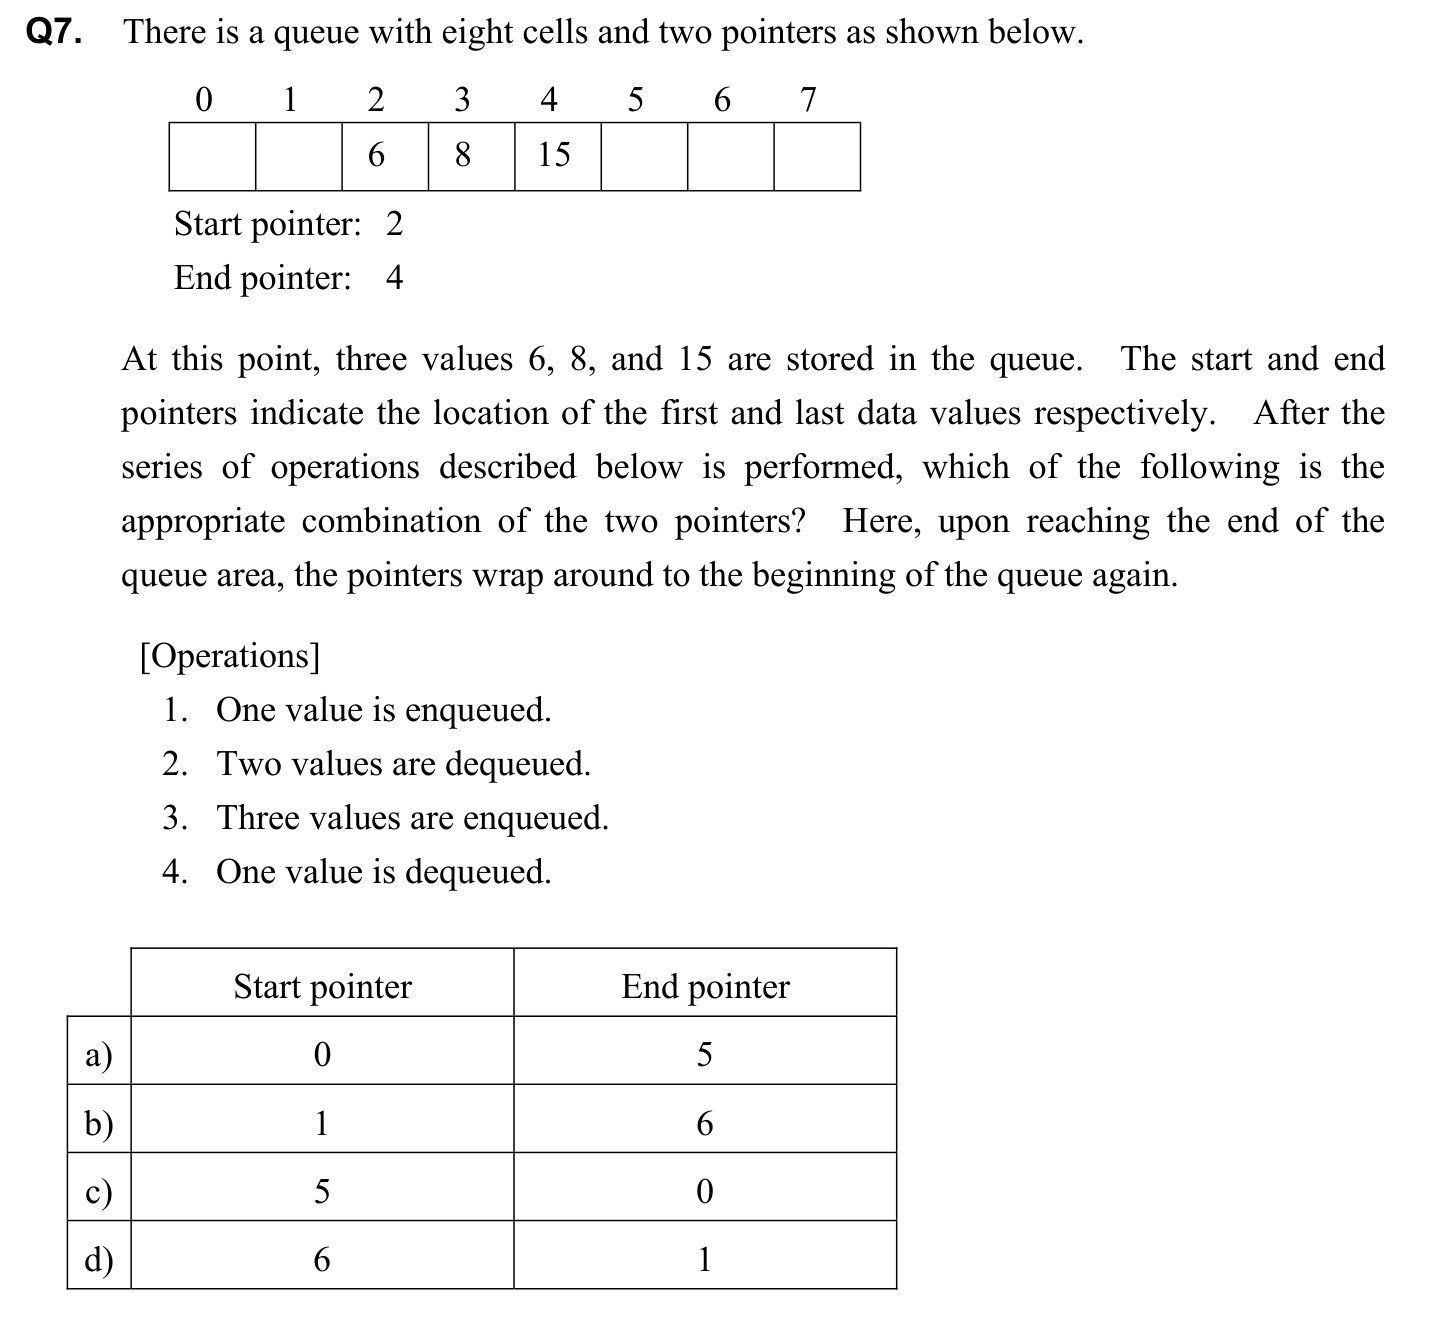 Q7. There is a queue with eight cells and two pointers as shown below.
0 1 2 3 4 5 6 7
6 8 15
Start pointer: 2
End pointer: 4
At this point, three values 6, 8, and 15 are stored in the queue. The start and end
pointers indicate the location of the first and last data values respectively. After the
series of operations described below is performed, which of the following is the
appropriate combination of the two pointers? Here, upon reaching the end of the
queue area, the pointers wrap around to the beginning of the queue again.
[Operations]
1. One value is enqueued.
2. Two values are dequeued.
3. Three values are enqueued.
4. One value is dequeued.
Start pointer End pointer
a) 0 5
b) 1 6
c) 5 0
d) 6 1